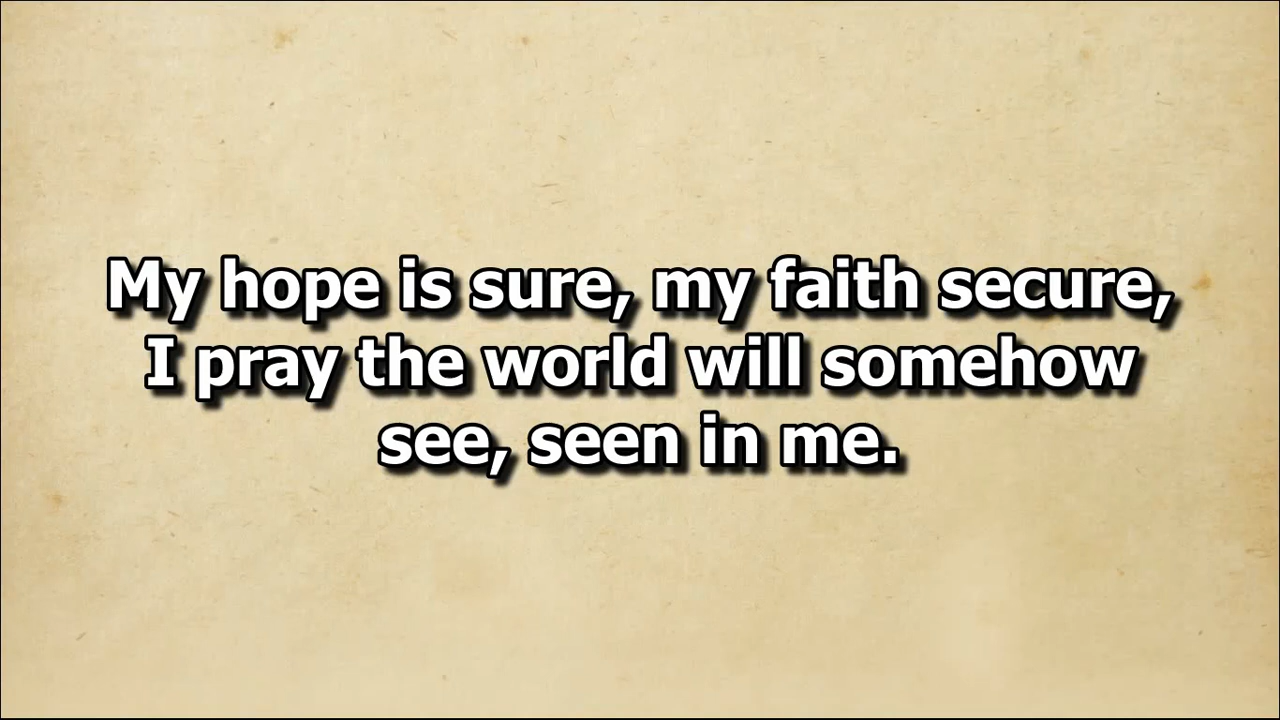 My hope is sure, my faith secure,
I pray the world will somehow
see, seen in me.